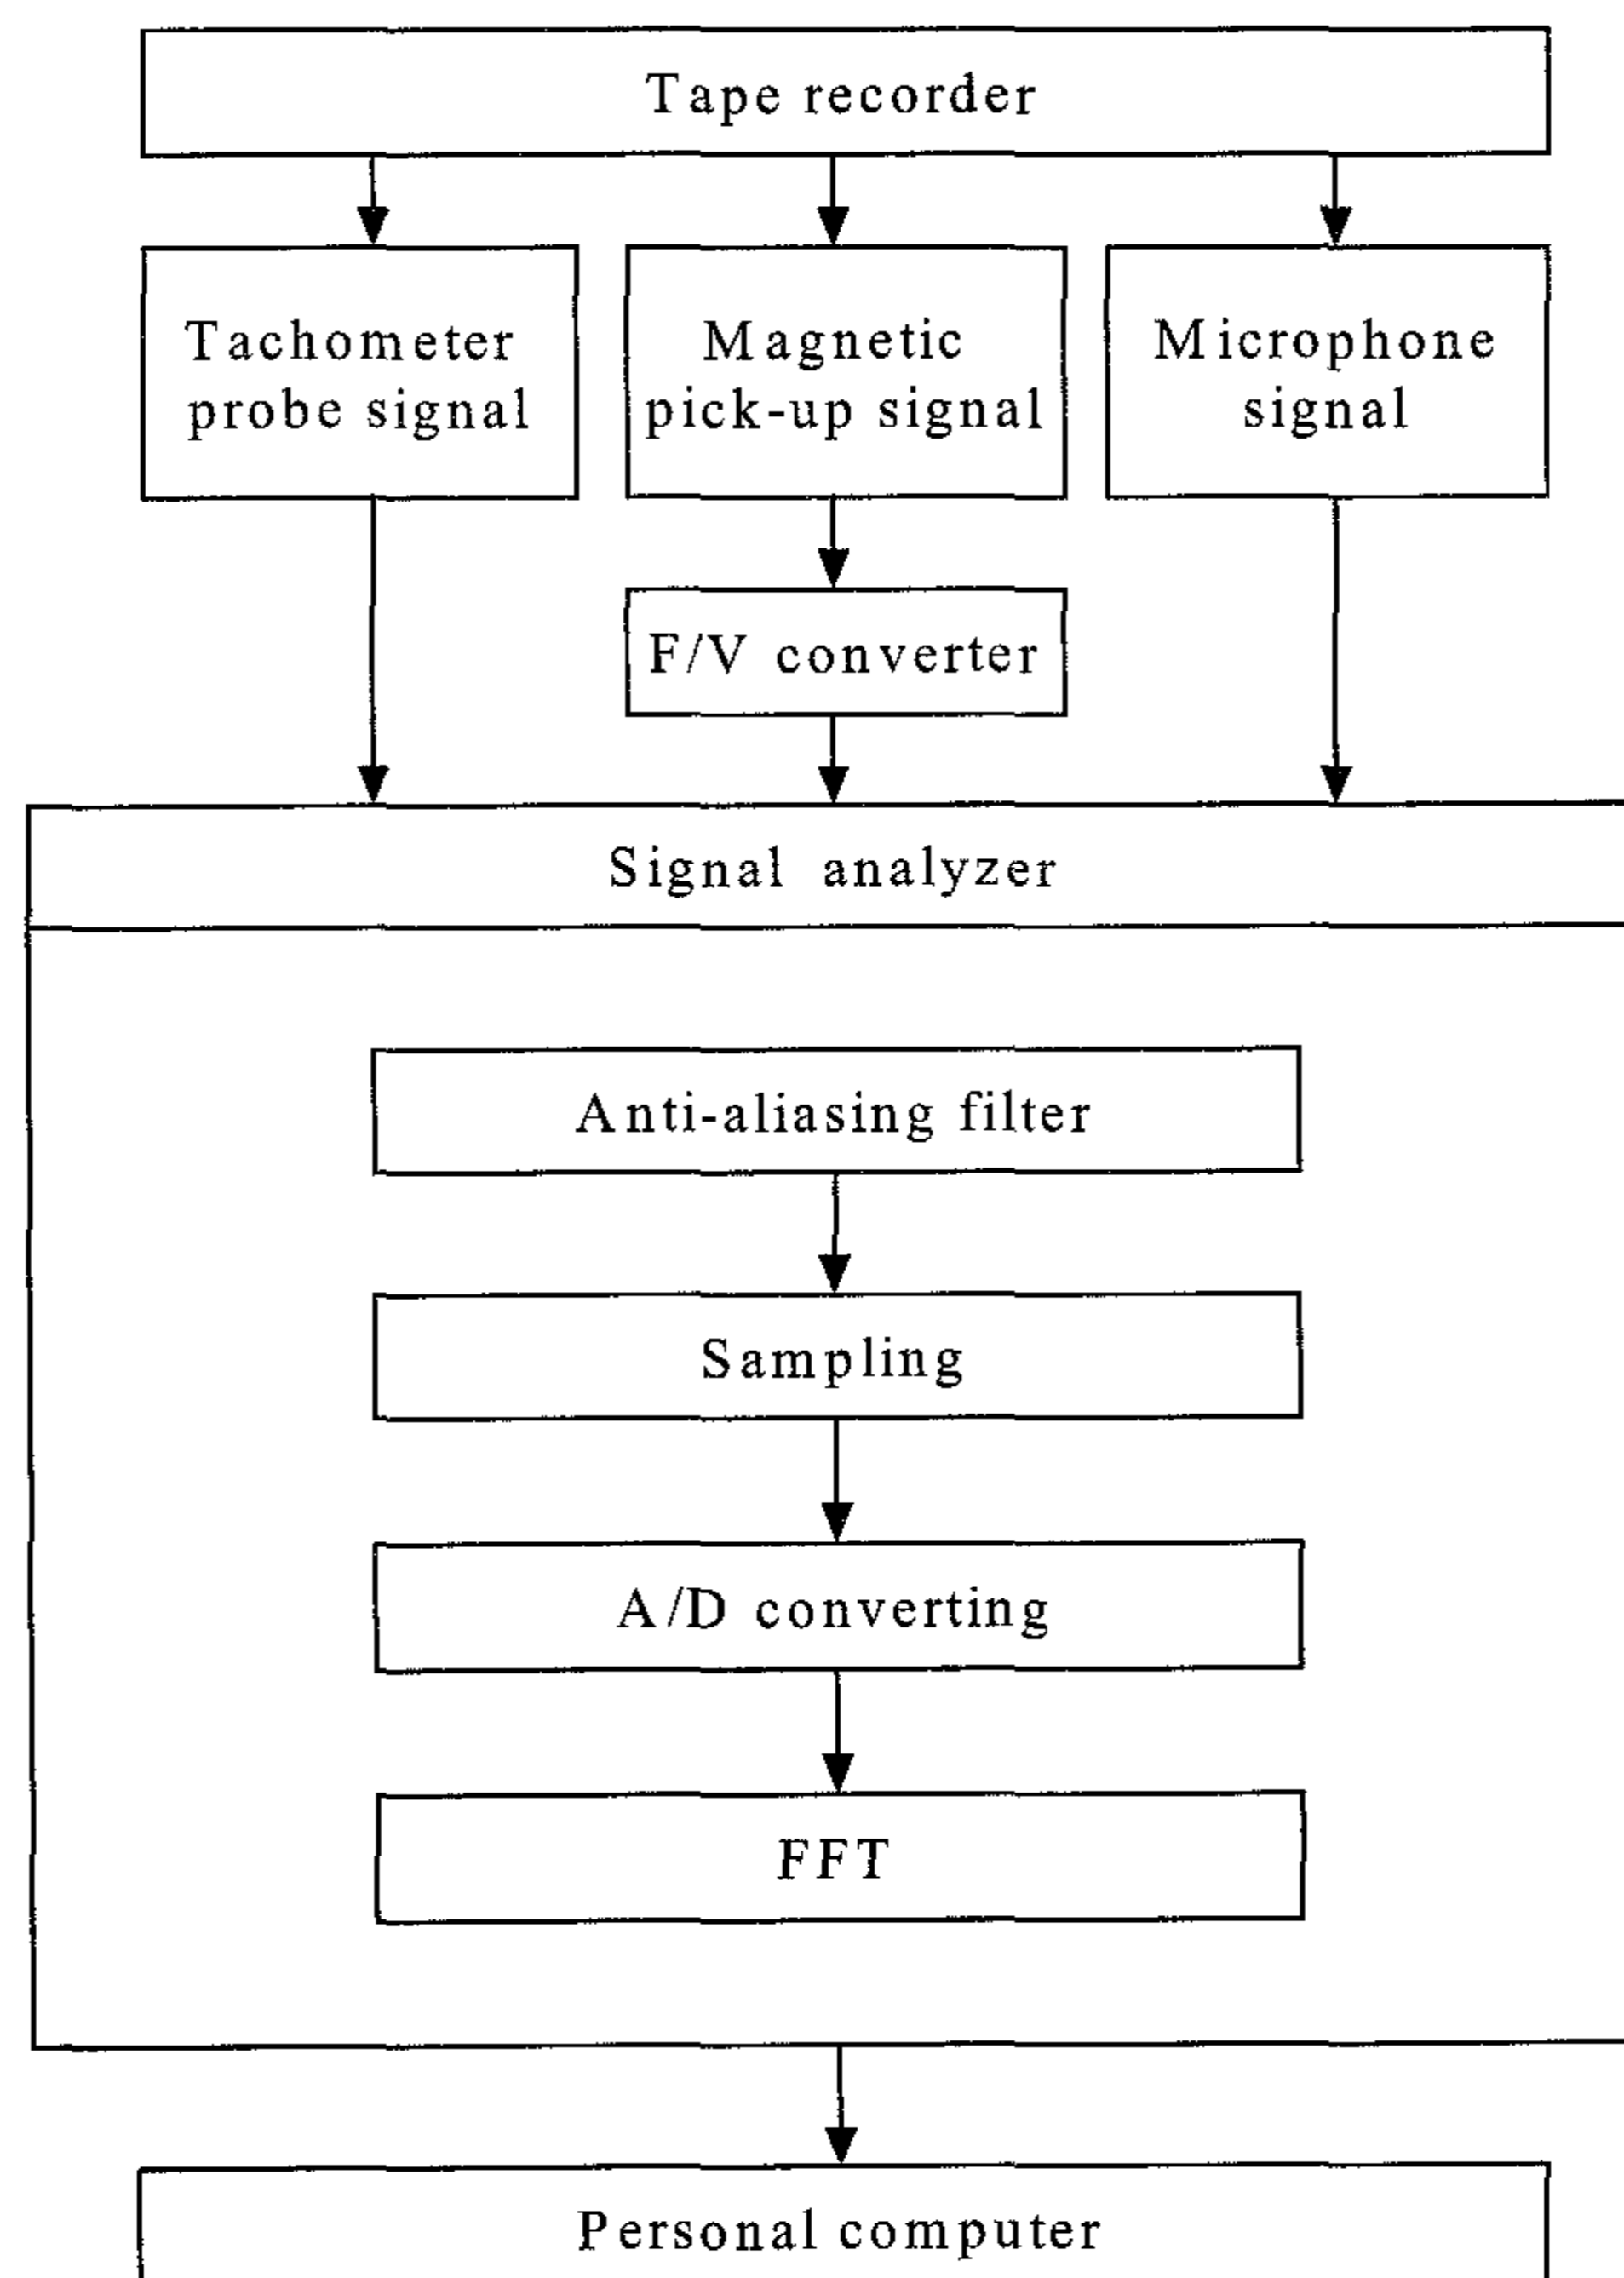 Tape recorder
Tachometer
probe signal
Magnetic
pick-up signal
Microphone
signal
F/V converter
Signal analyzer
Anti-aliasing filter
Sampling
A/D converting
FFT
Personal computer